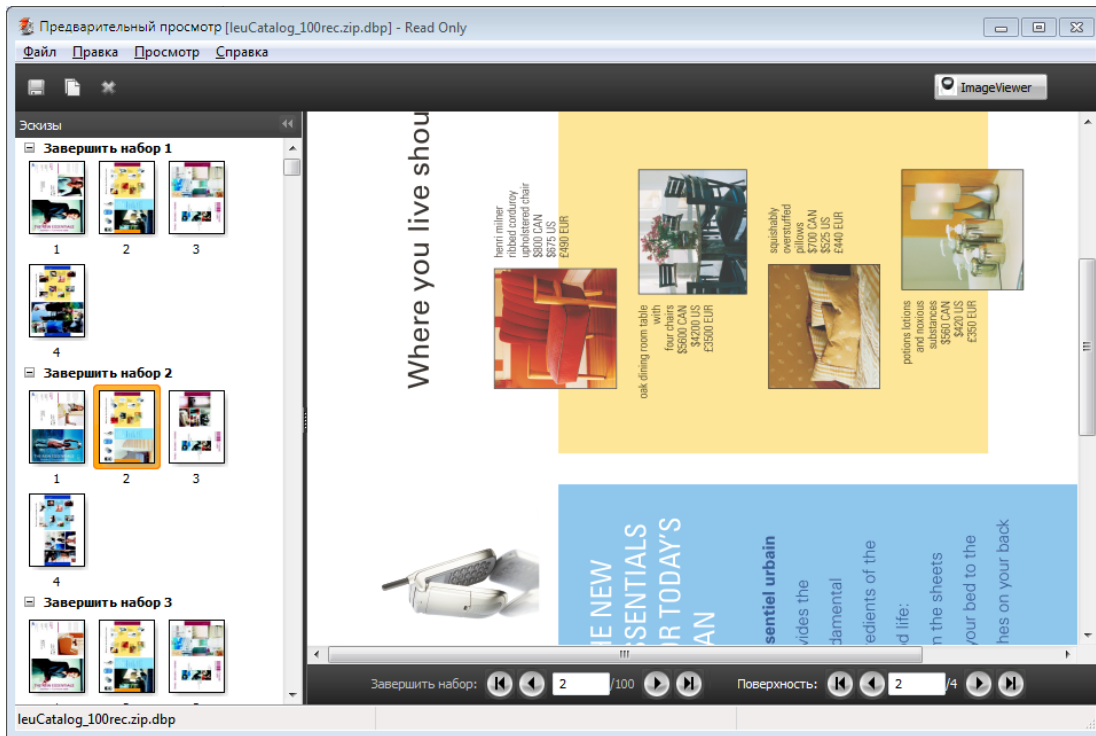 Предварительный просмотр [leuCatalog_100rec.zip.dbp] - Read Only
Файл Правка Просмотр Справка
ImageViewer
Эскизы
Завершить набор 1
1 2 3
4
Завершить набор 2
1 2 3
4
Завершить набор 3
Where you live shou
henri milner
ribbed corduroy
upholstered chair
$800 CAN
$675 US
£490 EUR
oak dining room table
with
four chairs
$5600 CAN
$4200 US
£3500 EUR
squishably
overstuffed
pillows
$700 CAN
$525 US
£440 EUR
potions lotions
and noxious
substances
$560 CAN
$420 US
£350 EUR
HE NEW
SSENTIALS
OR TODAY'S
AN
sentiel urbain
vides the
damental
edients of the
d life:
n the sheets
your bed to the
hes on your back
Завершить набор: 2 /100 Поверхность: 2 /4
leuCatalog_100rec.zip.dbp